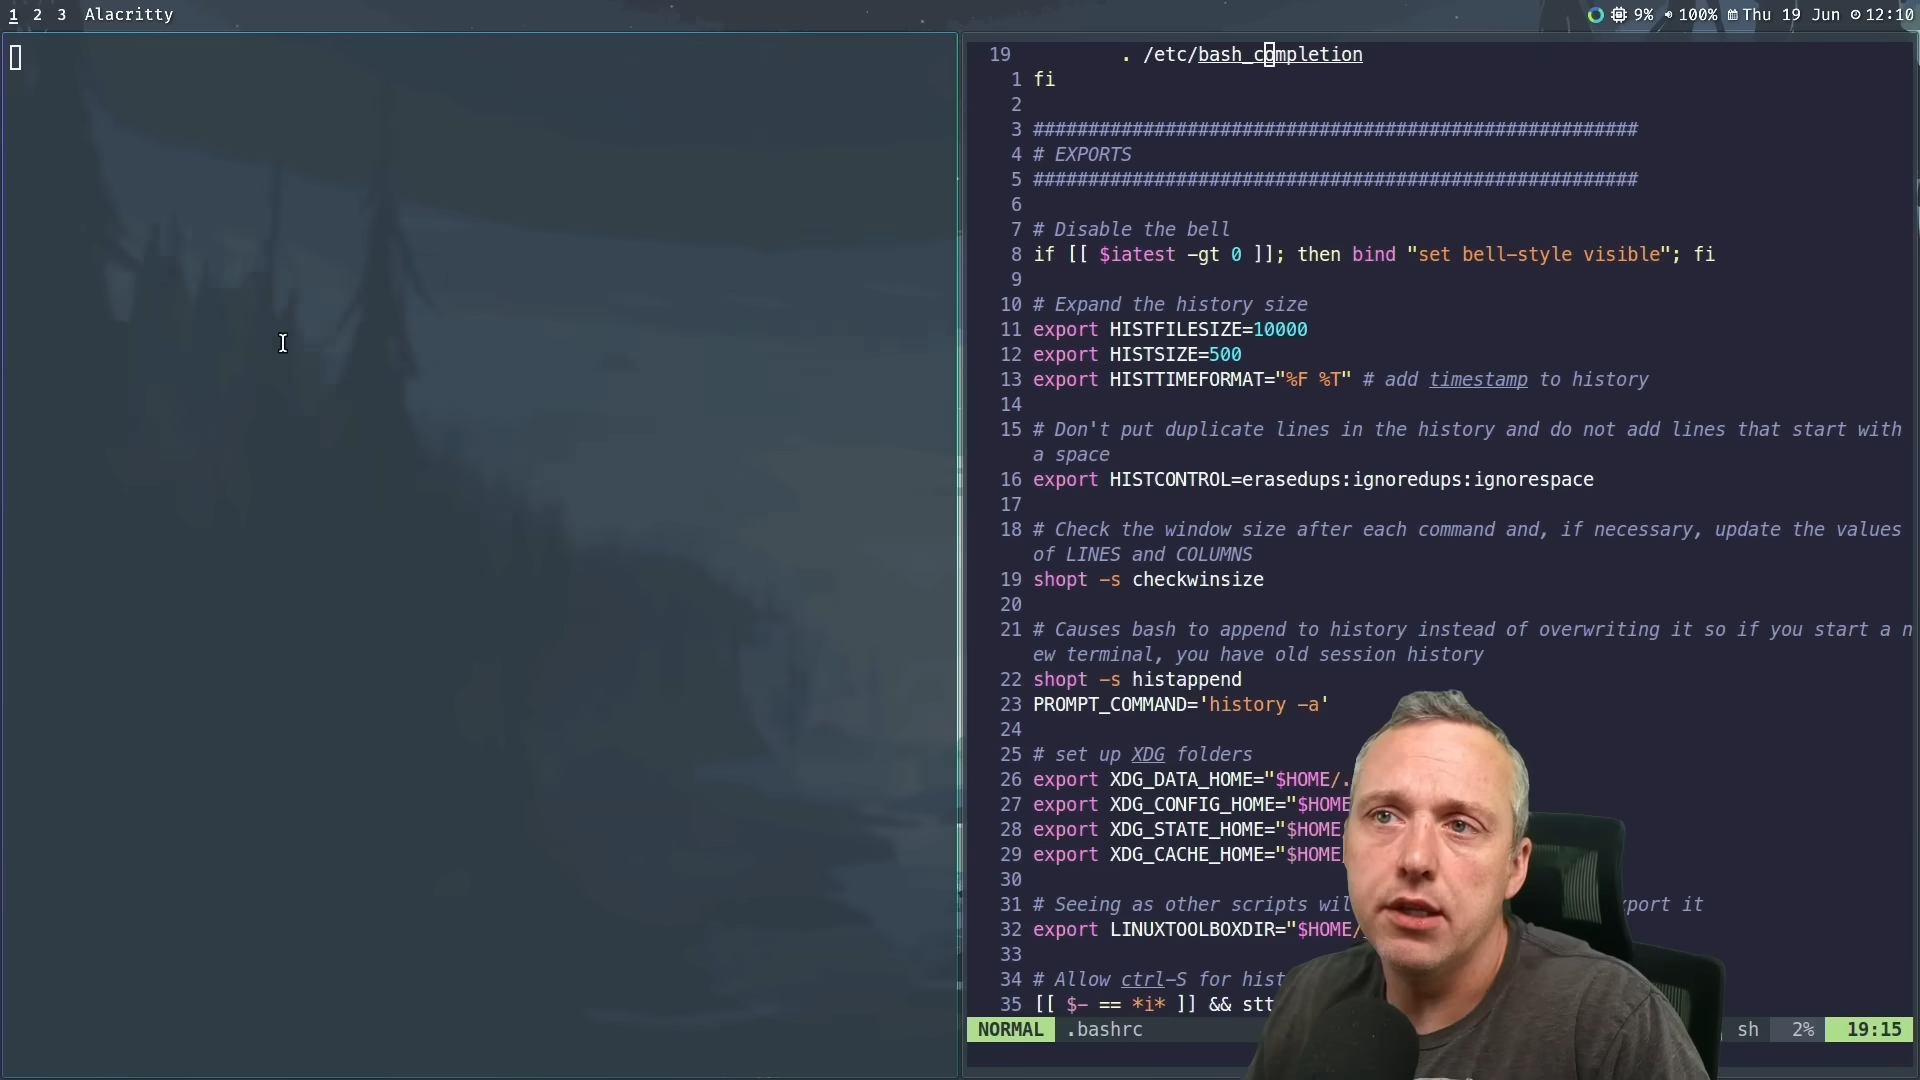 1 2 3 Alacritty
9% 100% Thu 19 Jun 12:10
19 . /etc/bash_completion
1 fi
2
3 #######################################################
4 # EXPORTS
5 #######################################################
6
7 # Disable the bell
8 if [[ $iatest -gt 0 ]]; then bind "set bell-style visible"; fi
9
10 # Expand the history size
11 export HISTFILESIZE=10000
12 export HISTSIZE=500
13 export HISTTIMEFORMAT="%F %T" # add timestamp to history
14
15 # Don't put duplicate lines in the history and do not add lines that start with
a space
16 export HISTCONTROL=erasedups:ignoredups:ignorespace
17
18 # Check the window size after each command and, if necessary, update the values
of LINES and COLUMNS
19 shopt -s checkwinsize
20
21 # Causes bash to append to history instead of overwriting it so if you start a n
ew terminal, you have old session history
22 shopt -s histappend
23 PROMPT_COMMAND='history -a'
24
25 # set up XDG folders
26 export XDG_DATA_HOME="$HOME/.
27 export XDG_CONFIG_HOME="$HOME
28 export XDG_STATE_HOME="$HOME
29 export XDG_CACHE_HOME="$HOME
30
31 # Seeing as other scripts wil port it
32 export LINUXTOOLBOXDIR="$HOME/
33
34 # Allow ctrl-S for hist
35 [[ $- == *i* ]] && stt
NORMAL .bashrc sh 2% 19:15